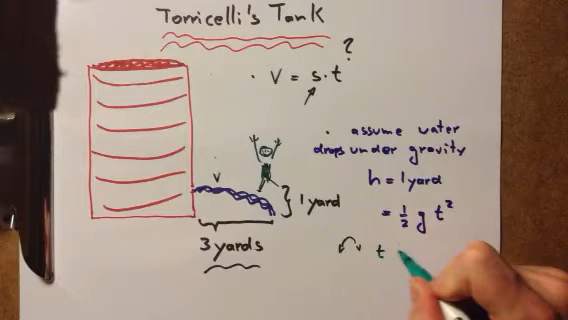 Torricelli's Tank
?
• V = s.t
• assume water
drops under gravity
h = 1 yard
= 1/2 g t²
V
1 yard
3 yards
t